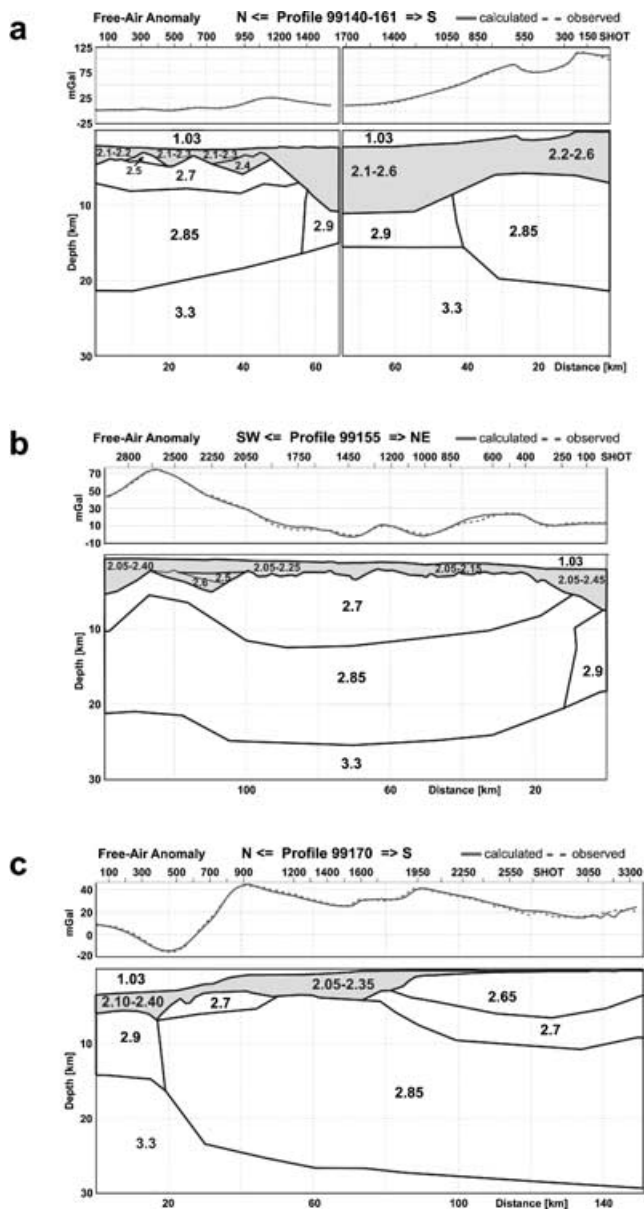 a
Free-Air Anomaly N <= Profile 99140-161 => S calculated observed
100 300 500 700 950 1200 1400 1700 1400 1050 850 550 300 150 SHOT
125
75
25
-25
mGal
1.03 1.03
2.1-2.2 2.1-2.3 2.1-2.3 2.4 2.1-2.6 2.2-2.6
2.5 2.7
10
2.85 2.9 2.9 2.85
20
3.3 3.3
30
Depth [km]
20 40 60 60 40 20 Distance [km]
b
Free-Air Anomaly SW <= Profile 99155 => NE calculated observed
2800 2500 2250 2050 1750 1400 1200 1000 850 600 400 250 100 SHOT
70
50
30
-10
mGal
1.03
2.05-2.40 2.6 2.5 2.05-2.25 2.05-2.15 2.05-2.45
2.7
10
2.85 2.9
20
3.3
30
Depth [km]
100 60 Distance [km] 20
c
Free-Air Anomaly N <= Profile 99170 => S calculated observed
100 400 700 900 1200 1400 1600 1950 2250 2550 SHOT 3050 3300
40
20
0
-20
mGal
1.03
2.10-2.40 2.7 2.05-2.35 2.65
2.9 2.7
10
2.85
20
3.3
30
Depth [km]
20 60 100 Distance [km] 140